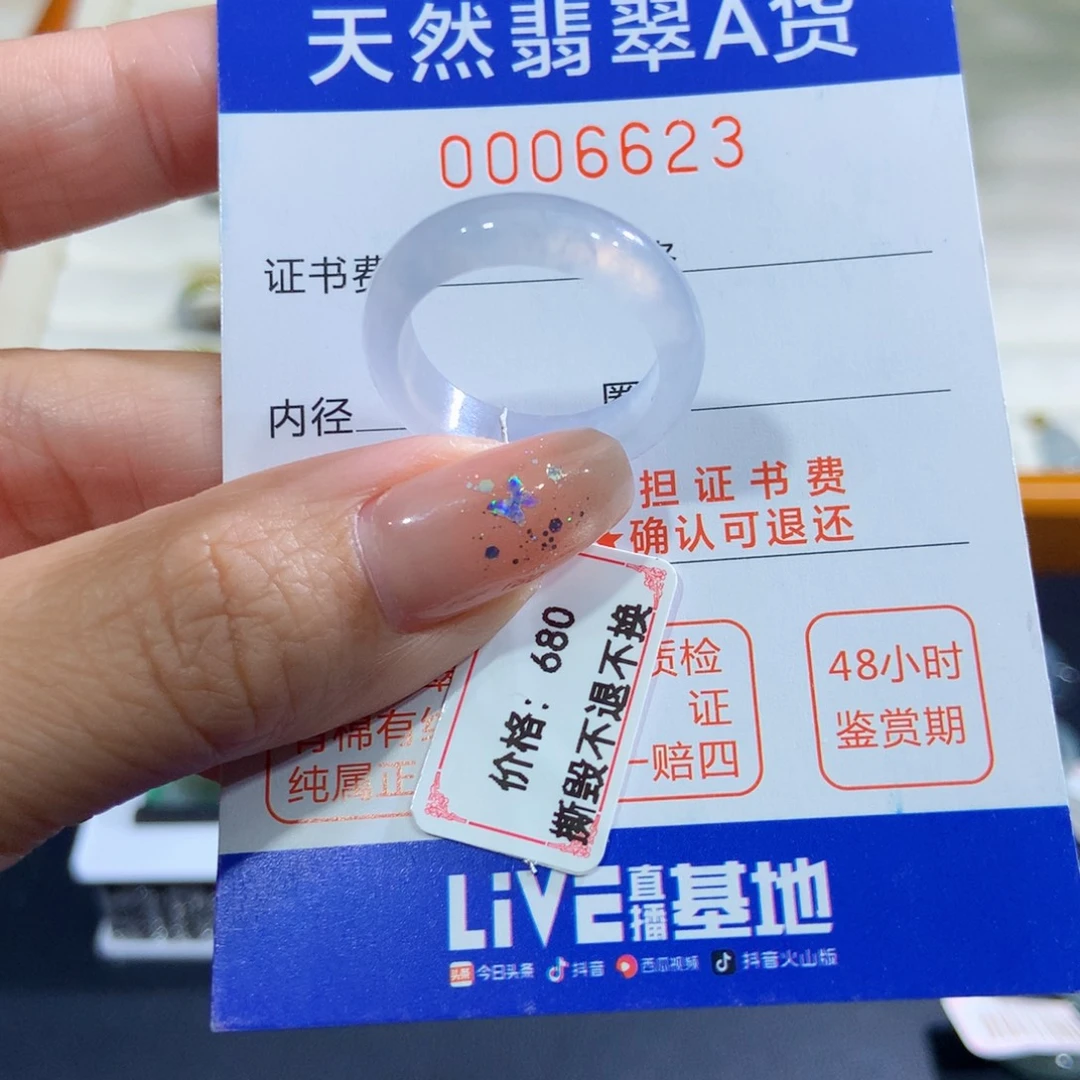 天然翡翠A货
0006623
证书费
内径
圈
担证书费
确认可退还
价格: 680
撕毁不退不换
有棉有
纯属正
质检
证
一赔四
48小时
鉴赏期
LiVE直播基地
头条 今日头条 抖音 西瓜视频 抖音火山版